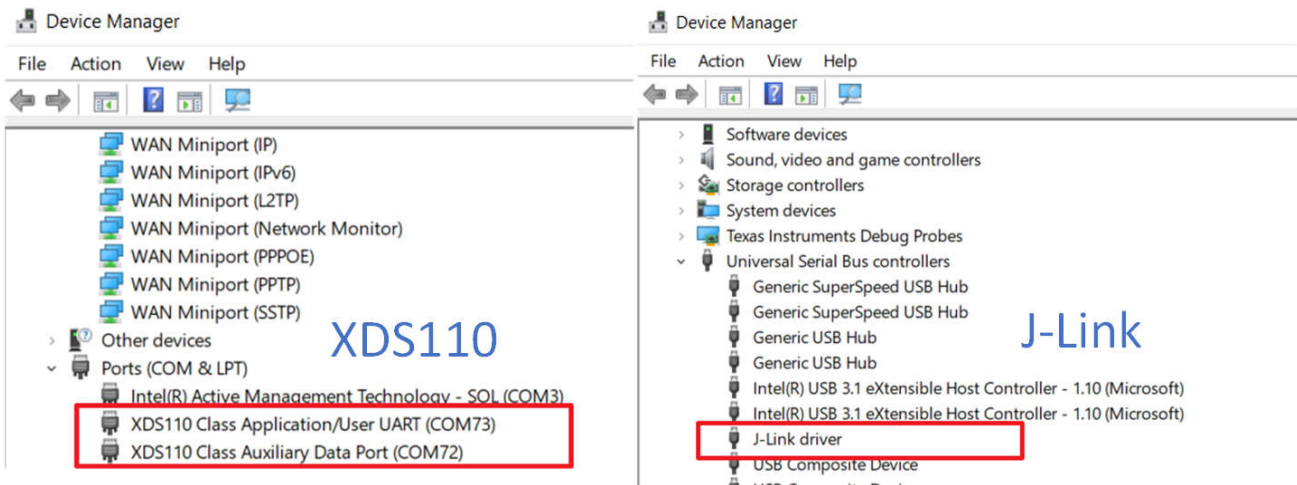 Device Manager
File Action View Help
WAN Miniport (IP)
WAN Miniport (IPv6)
WAN Miniport (L2TP)
WAN Miniport (Network Monitor)
WAN Miniport (PPPOE)
WAN Miniport (PPTP)
WAN Miniport (SSTP)
Other devices
XDS110
Ports (COM & LPT)
Intel(R) Active Management Technology - SOL (COM3)
XDS110 Class Application/User UART (COM73)
XDS110 Class Auxiliary Data Port (COM72)
Device Manager
File Action View Help
Software devices
Sound, video and game controllers
Storage controllers
System devices
Texas Instruments Debug Probes
Universal Serial Bus controllers
Generic SuperSpeed USB Hub
Generic SuperSpeed USB Hub
J-Link
Generic USB Hub
Generic USB Hub
Intel(R) USB 3.1 eXtensible Host Controller - 1.10 (Microsoft)
Intel(R) USB 3.1 eXtensible Host Controller - 1.10 (Microsoft)
J-Link driver
USB Composite Device